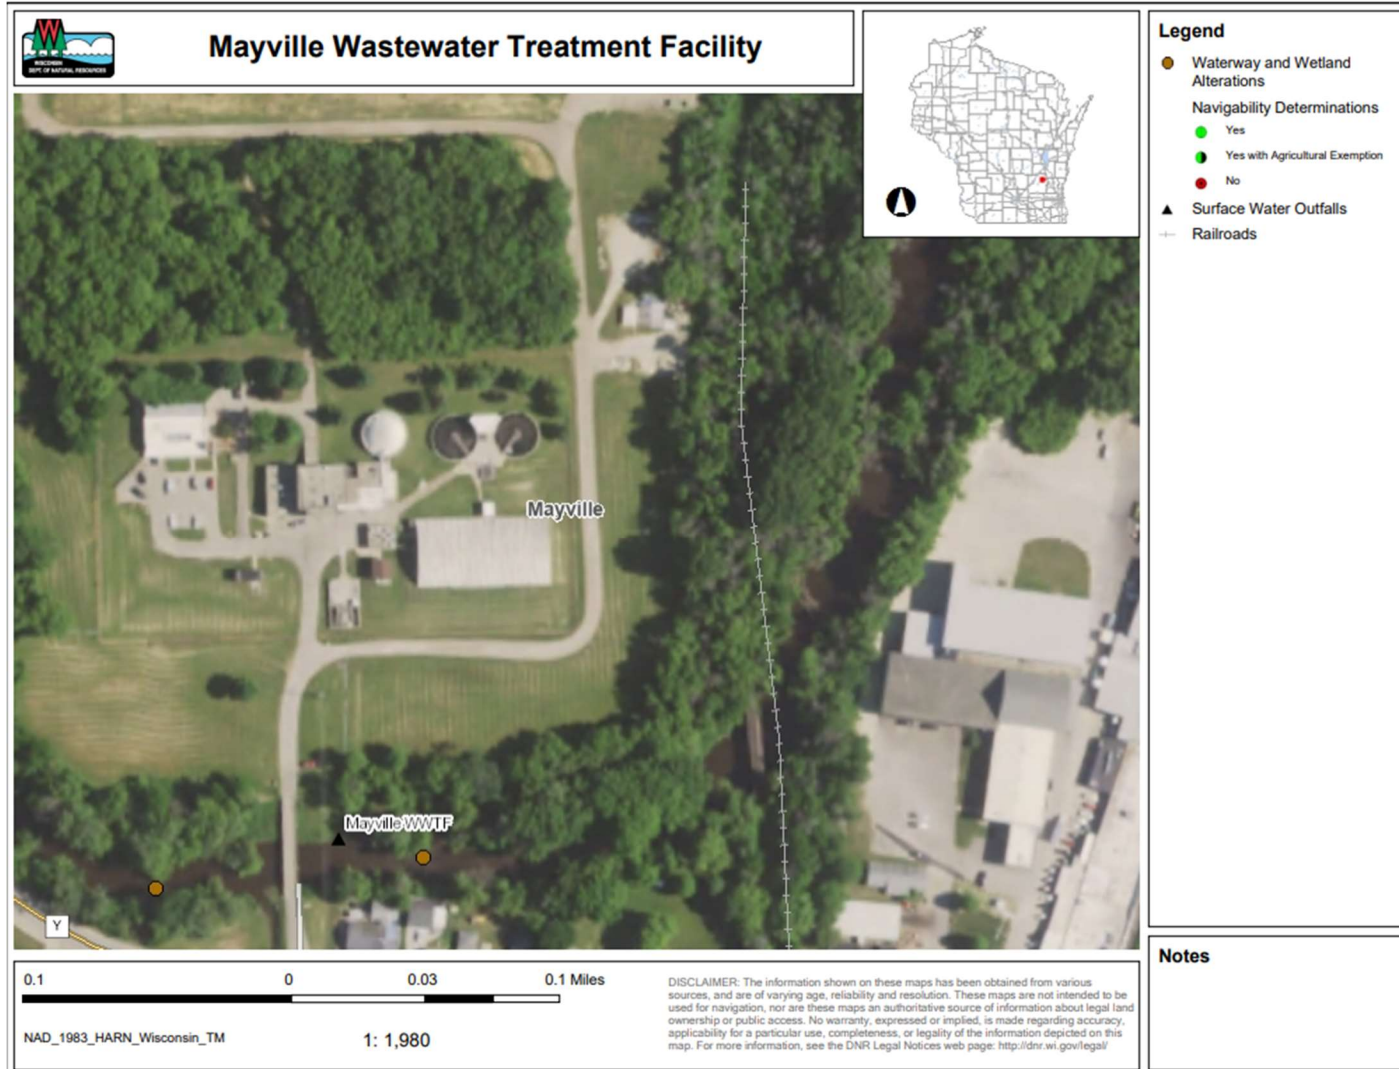 W
WISCONSIN
DEPT. OF NATURAL RESOURCES
Mayville Wastewater Treatment Facility
Legend
Waterway and Wetland
Alterations
Navigability Determinations
Yes
Yes with Agricultural Exemption
No
Surface Water Outfalls
Railroads
Mayville
Mayville WWTF
Y
0.1
0
0.03
0.1 Miles
NAD_1983_HARN_Wisconsin_TM
1: 1,980
DISCLAIMER: The information shown on these maps has been obtained from various
sources, and are of varying age, reliability and resolution. These maps are not intended to be
used for navigation, nor are these maps an authoritative source of information about legal land
ownership or public access. No warranty, expressed or implied, is made regarding accuracy,
applicability for a particular use, completeness, or legality of the information depicted on this
map. For more information, see the DNR Legal Notices web page: http://dnr.wi.gov/legal/
Notes